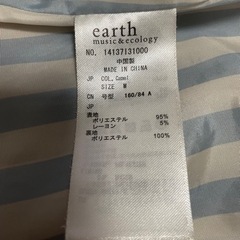 earth
music&ecology
NO. 14137131000
中国製
MADE IN CHINA
JP COL. Camel
SIZE M
CN 号型 160/84 A
JP
表地
ポリエステル 95%
レーヨン 5%
裏地
ポリエステル 100%